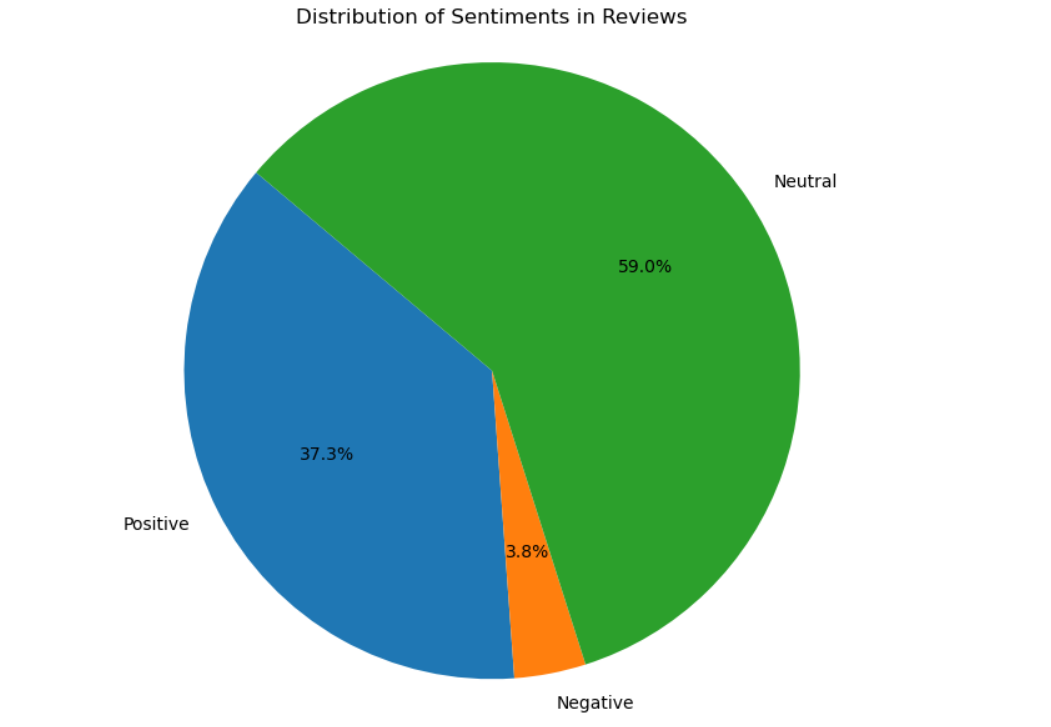 Distribution of Sentiments in Reviews
Neutral
59.0%
37.3%
Positive
3.8%
Negative